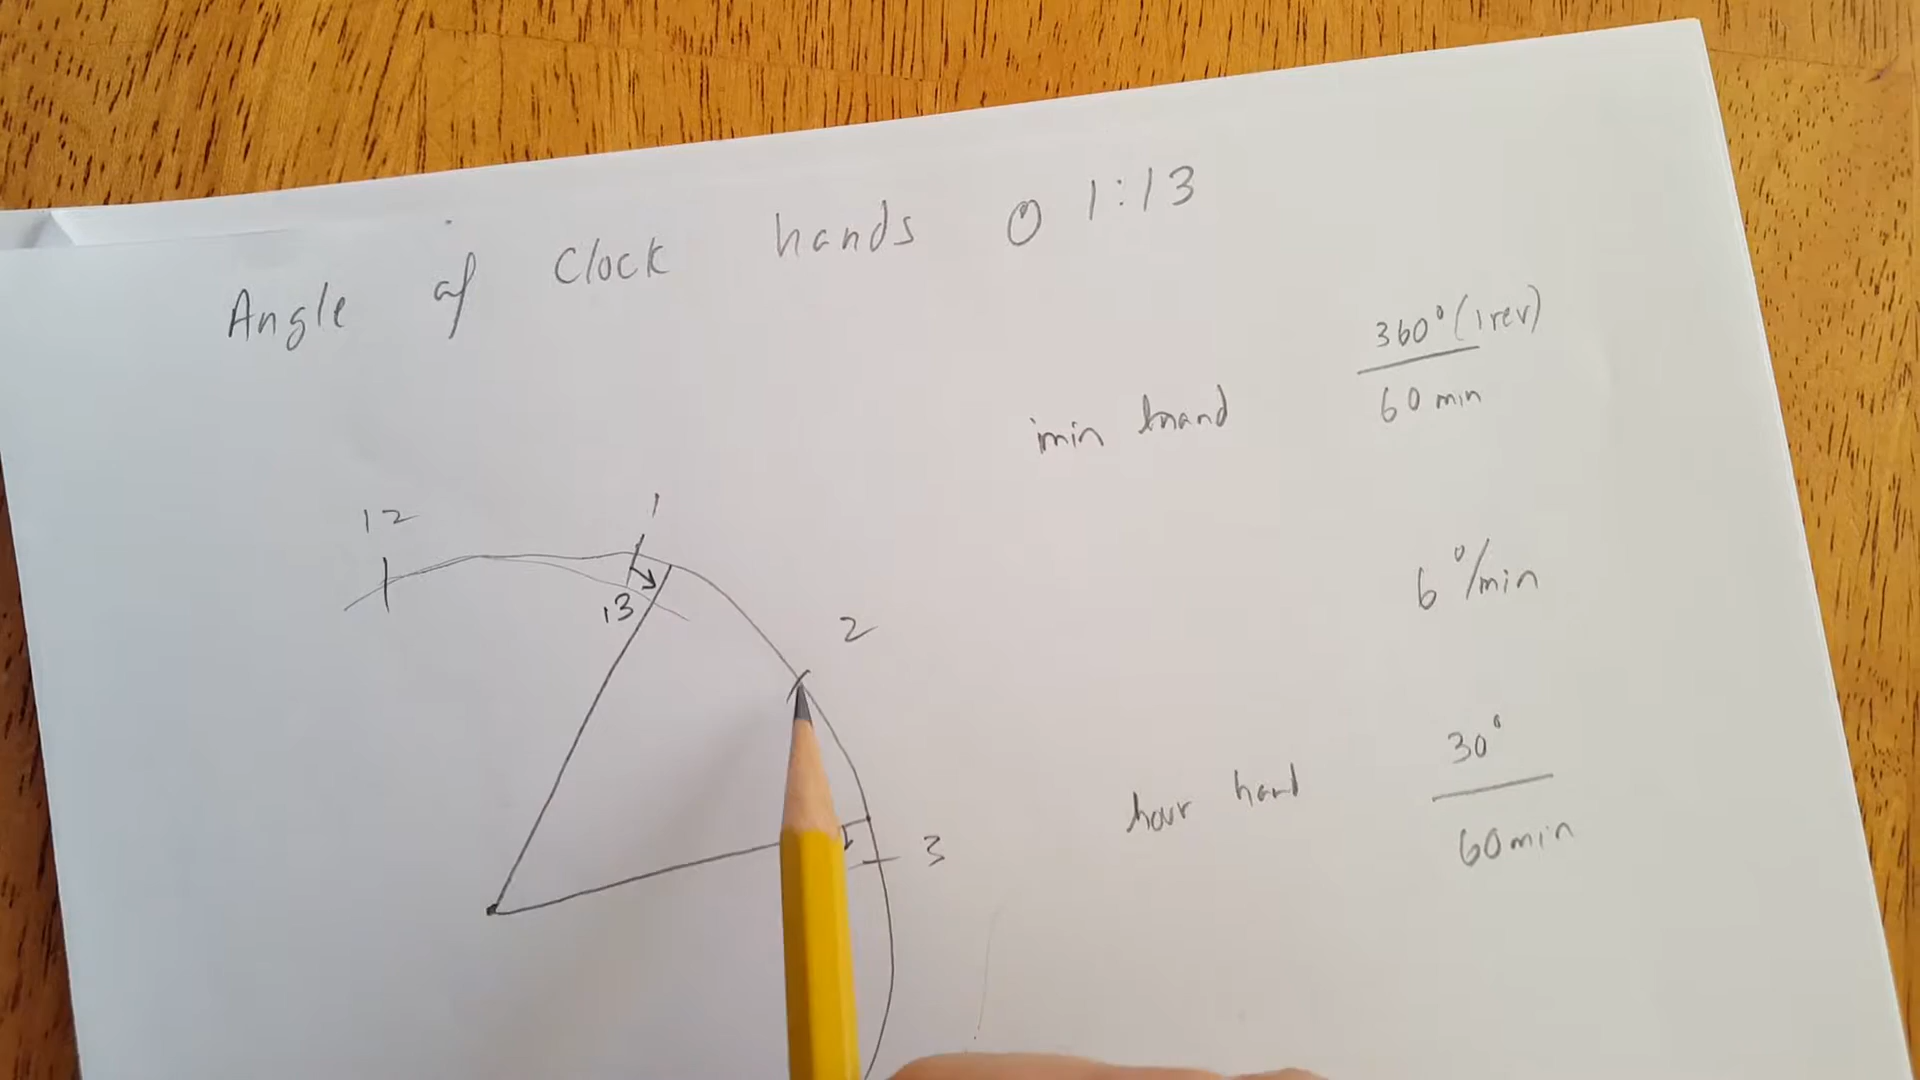 Angle of Clock hands @ 1:13
360° (1 rev)
60 min
min hand
12
1
13
2
3
6°/min
hour hand
30°
60 min